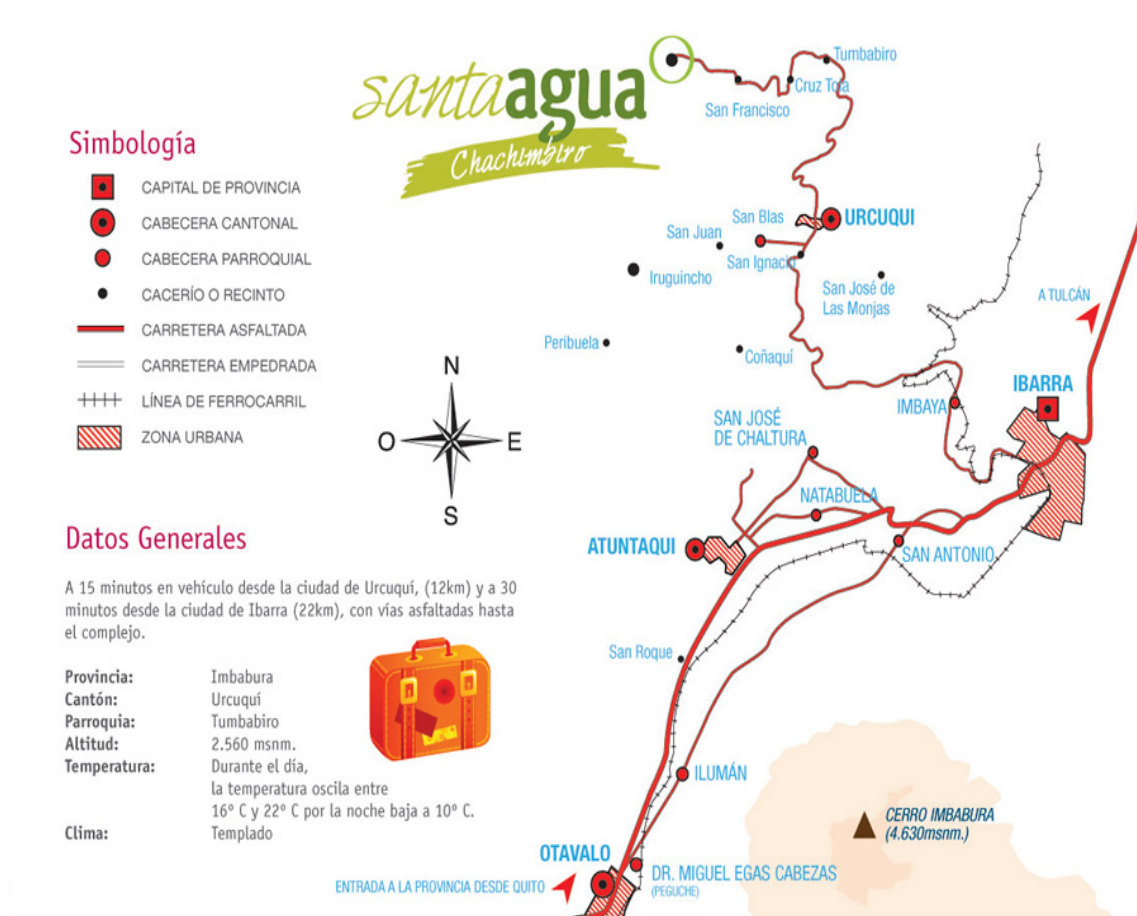 santaagua
Chachimbiro
Tumbabiro
Cruz Tola
San Francisco
Simbología
CAPITAL DE PROVINCIA
CABECERA CANTONAL
CABECERA PARROQUIAL
CACERÍO O RECINTO
CARRETERA ASFALTADA
CARRETERA EMPEDRADA
LÍNEA DE FERROCARRIL
ZONA URBANA
San Blas
URCUQUI
San Juan
San Ignacio
Iruguincho
San José de
Las Monjas
A TULCÁN
Peribuela
Coñaquí
N
O
E
S
IBARRA
IMBAYA
SAN JOSÉ
DE CHALTURA
NATABUELA
ATUNTAQUI
SAN ANTONIO
San Roque
ILUMÁN
CERRO IMBABURA
(4.630msnm.)
OTAVALO
DR. MIGUEL EGAS CABEZAS
(PEGUCHE)
ENTRADA A LA PROVINCIA DESDE QUITO
Datos Generales
A 15 minutos en vehículo desde la ciudad de Urcuquí, (12km) y a 30
minutos desde la ciudad de Ibarra (22km), con vías asfaltadas hasta
el complejo.
Provincia: Imbabura
Cantón: Urcuquí
Parroquia: Tumbabiro
Altitud: 2.560 msnm.
Temperatura: Durante el día,
la temperatura oscila entre
16º C y 22º C por la noche baja a 10º C.
Clima: Templado